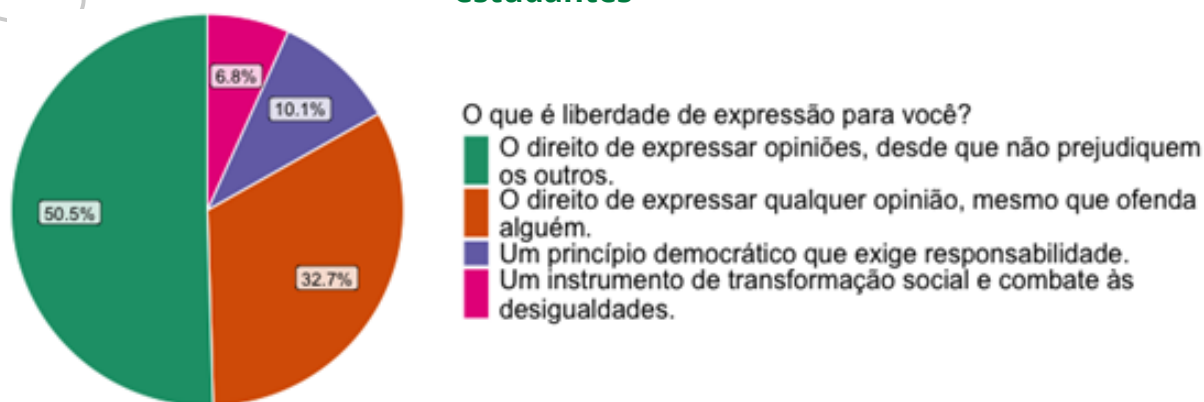 estudantes
6.8%
10.1%
50.5%
32.7%
O que é liberdade de expressão para você?
O direito de expressar opiniões, desde que não prejudiquem
os outros.
O direito de expressar qualquer opinião, mesmo que ofenda
alguém.
Um princípio democrático que exige responsabilidade.
Um instrumento de transformação social e combate às
desigualdades.